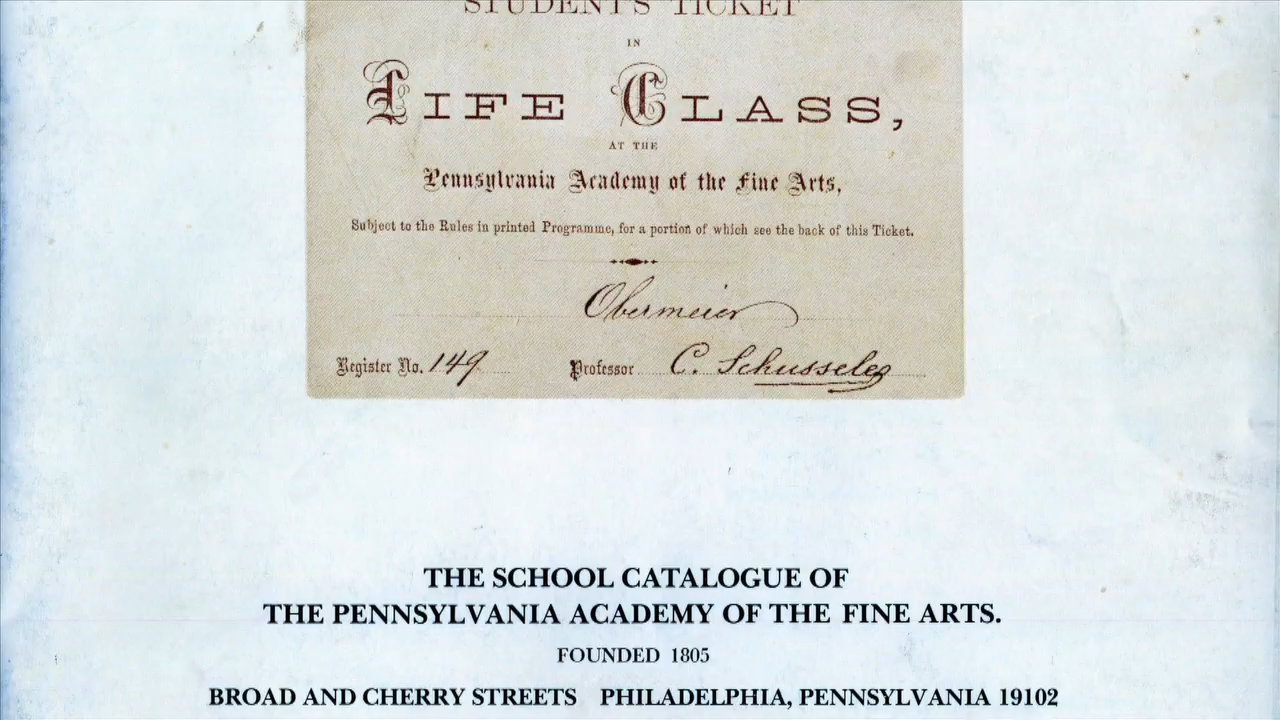 STUDENT'S TICKET
IN
LIFE CLASS,
AT THE
Pennsylvania Academy of the Fine Arts,
Subject to the Rules in printed Programme, for a portion of which see the back of this Ticket.
Obermeier
Register No. 149 Professor C. Schussele
THE SCHOOL CATALOGUE OF
THE PENNSYLVANIA ACADEMY OF THE FINE ARTS.
FOUNDED 1805
BROAD AND CHERRY STREETS PHILADELPHIA, PENNSYLVANIA 19102